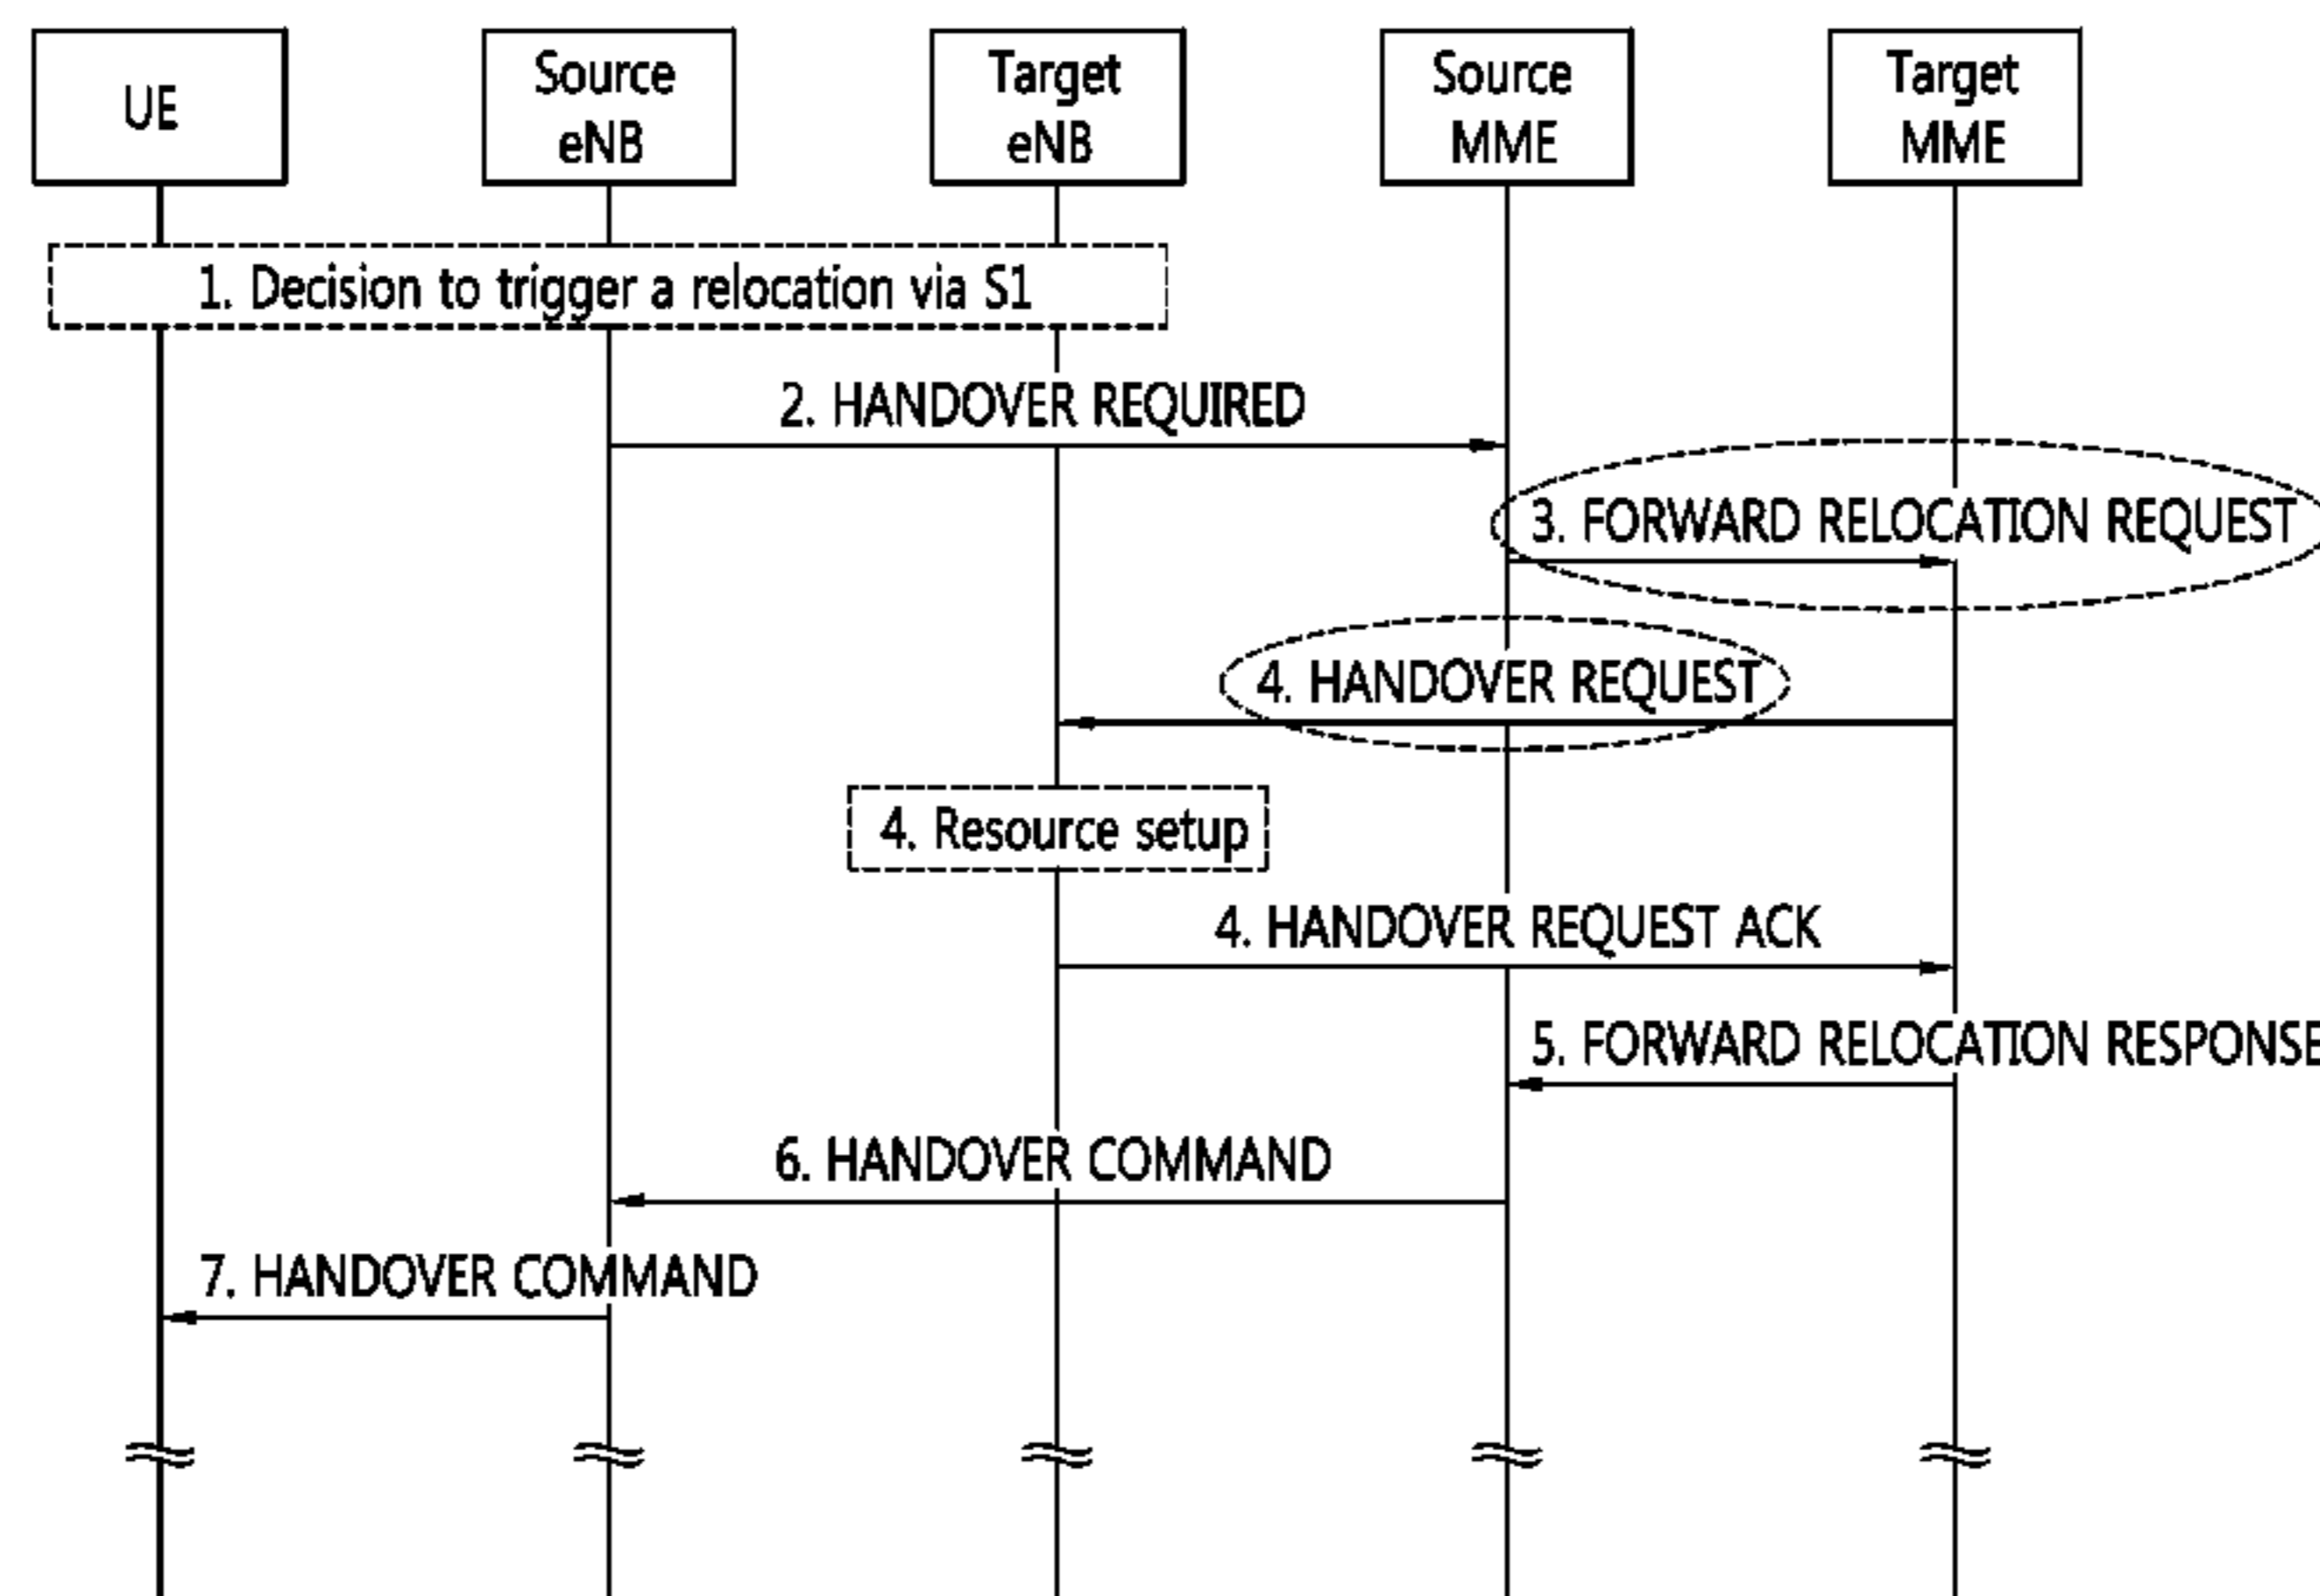 UE
Source
eNB
Target
eNB
Source
MME
Target
MME
1. Decision to trigger a relocation via S1
2. HANDOVER REQUIRED
3. FORWARD RELOCATION REQUEST
4. HANDOVER REQUEST
4. Resource setup
4. HANDOVER REQUEST ACK
5. FORWARD RELOCATION RESPONSE
6. HANDOVER COMMAND
7. HANDOVER COMMAND